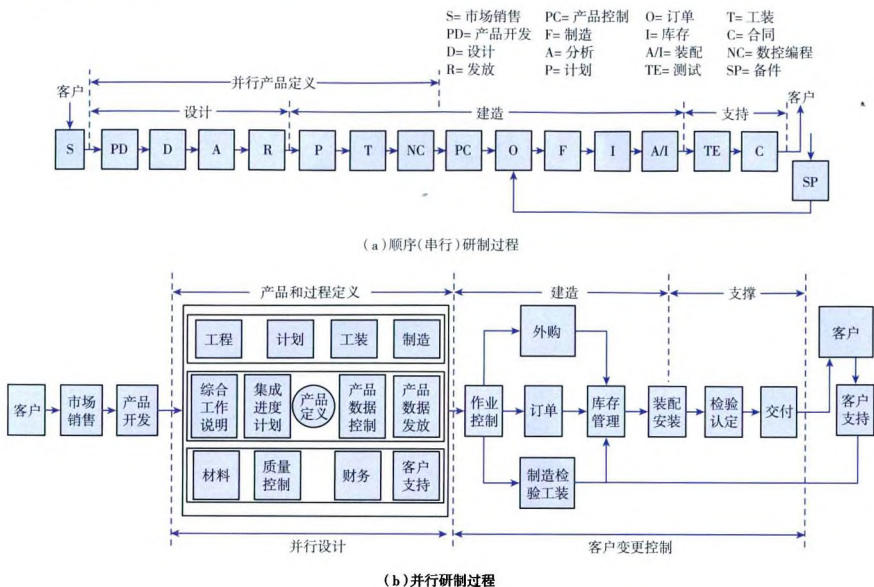 S= 市场销售 PC= 产品控制 O= 订单 T= 工装
PD= 产品开发 F= 制造 I= 库存 C= 合同
D= 设计 A= 分析 A/I= 装配 NC= 数控编程
R= 发放 P= 计划 TE= 测试 SP= 备件
并行产品定义
客户 设计 建造 支持 客户
S PD D A R P T NC PC O F I A/I TE C
SP
(a)顺序(串行)研制过程
产品和过程定义 建造 支撑
工程 计划 工装 制造
外购 客户
客户
市场
销售
产品
开发
综合
工作
说明
集成
进度
计划
产品
定义
产品
数据
控制
产品
数据
发放
作业
控制
订单
库存
管理
装配
安装
检验
认定
交付
客户
支持
材料
质量
控制
财务
客户
支持
制造检
验工装
并行设计 客户变更控制
(b)并行研制过程